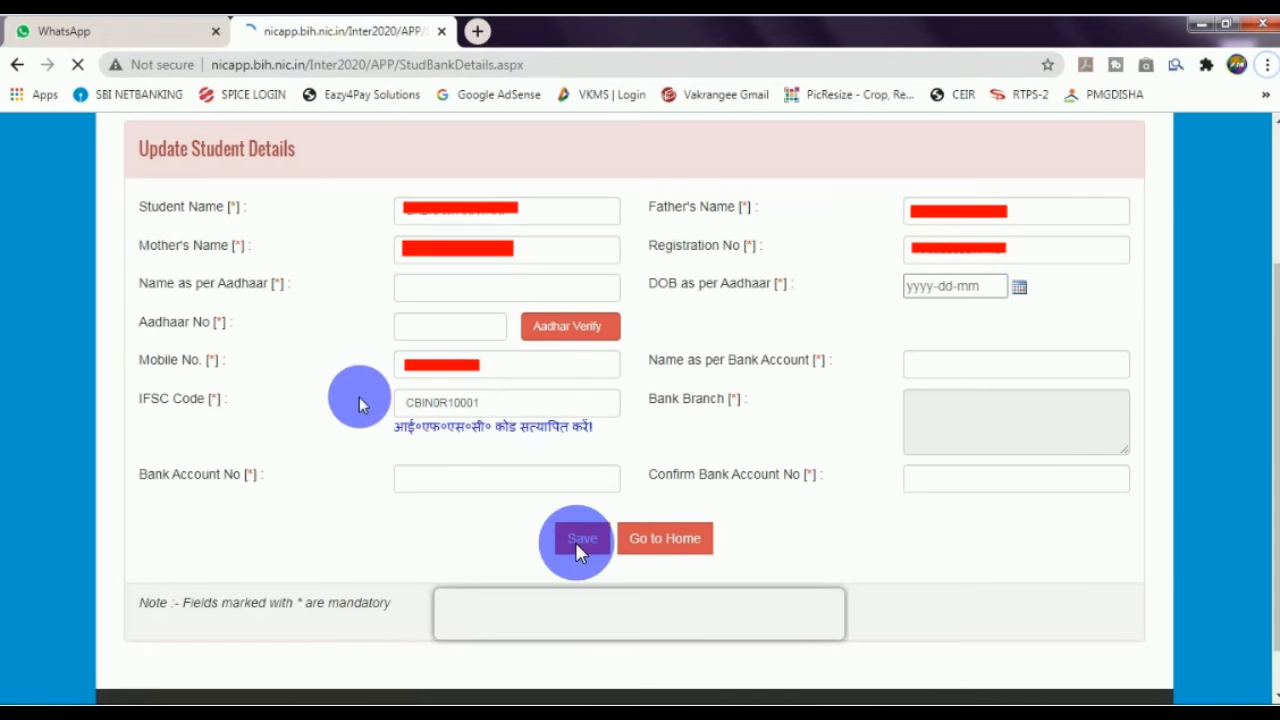 WhatsApp
nicapp.bih.nic.in/Inter2020/APP/
Not secure nicapp.bih.nic.in/Inter2020/APP/StudBankDetails.aspx
Apps SBI NETBANKING SPICE LOGIN Eazy4Pay Solutions Google AdSense VKMS | Login Vakrangee Gmail PicResize - Crop, Re... CEIR RTPS-2 PMGDISHA »
Update Student Details
Student Name [*] : Father's Name [*] :
Mother's Name [*] : Registration No [*] :
Name as per Aadhaar [*] : DOB as per Aadhaar [*] : yyyy-dd-mm
Aadhaar No [*] : Aadhar Verify
Mobile No. [*] : Name as per Bank Account [*] :
IFSC Code [*] : CBIN0R10001 Bank Branch [*] :
आई०एफ०एस०सी० कोड सत्यापित करें!
Bank Account No [*] : Confirm Bank Account No [*] :
Save Go to Home
Note :- Fields marked with * are mandatory